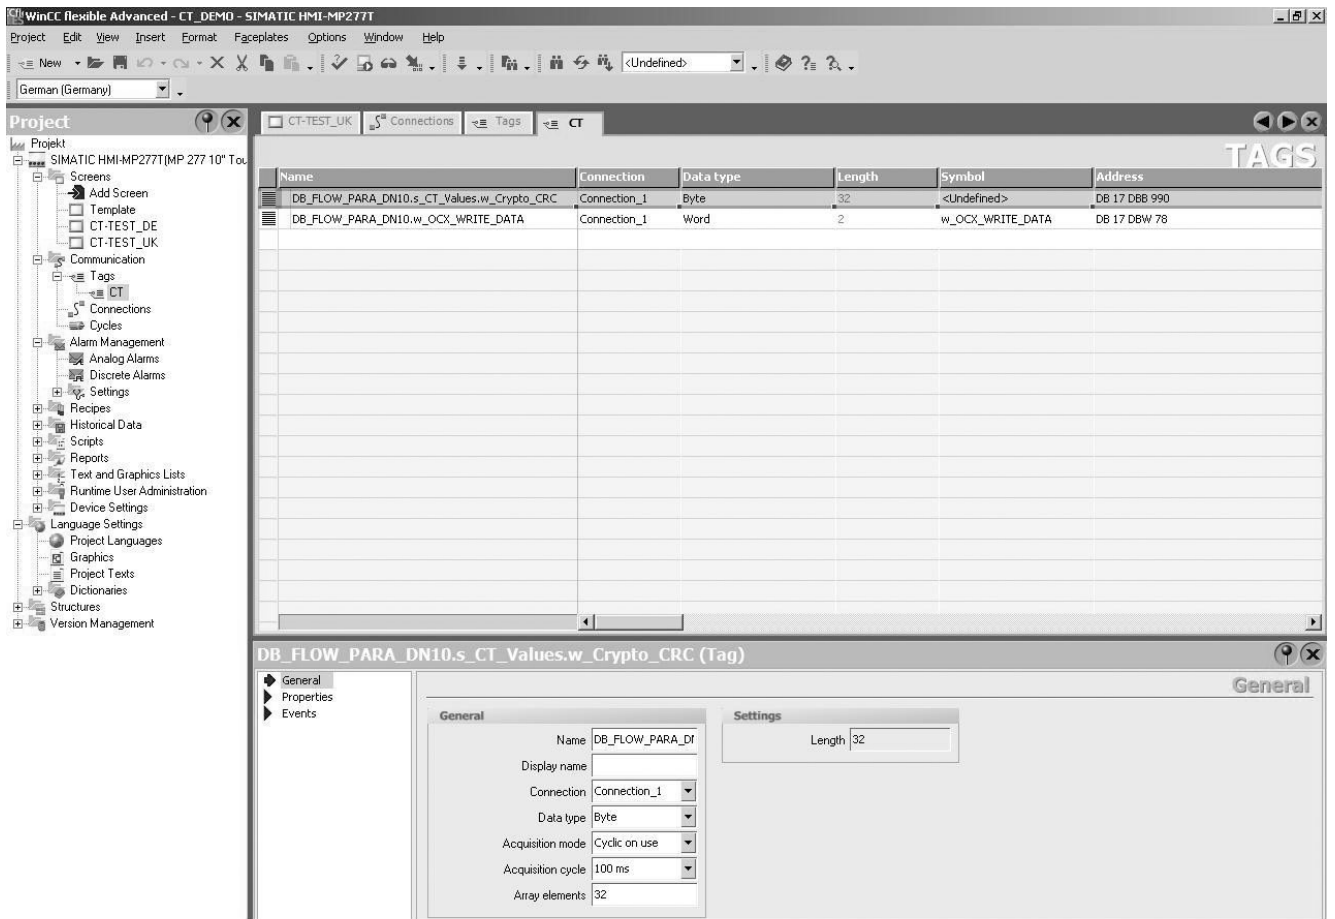 WinCC flexible Advanced - CT_DEMO - SIMATIC HMI-MP277T
Project Edit View Insert Format Faceplates Options Window Help
New <Undefined>
German (Germany)
Project
CT-TEST_UK Connections Tags CT
Projekt
SIMATIC HMI-MP277T(MP 277 10" Tou
Screens
Add Screen
Template
CT-TEST_DE
CT-TEST_UK
Communication
Tags
CT
Connections
Cycles
Alarm Management
Analog Alarms
Discrete Alarms
Settings
Recipes
Historical Data
Scripts
Reports
Text and Graphics Lists
Runtime User Administration
Device Settings
Language Settings
Project Languages
Graphics
Project Texts
Dictionaries
Structures
Version Management
TAGS
Name Connection Data type Length Symbol Address
DB_FLOW_PARA_DN10.s_CT_Values.w_Crypto_CRC Connection_1 Byte 32 <Undefined> DB 17 DBB 990
DB_FLOW_PARA_DN10.w_OCX_WRITE_DATA Connection_1 Word 2 w_OCX_WRITE_DATA DB 17 DBW 78
DB_FLOW_PARA_DN10.s_CT_Values.w_Crypto_CRC (Tag)
General
Properties
Events
General
General
Name DB_FLOW_PARA_DN
Display name
Connection Connection_1
Data type Byte
Acquisition mode Cyclic on use
Acquisition cycle 100 ms
Array elements 32
Settings
Length 32